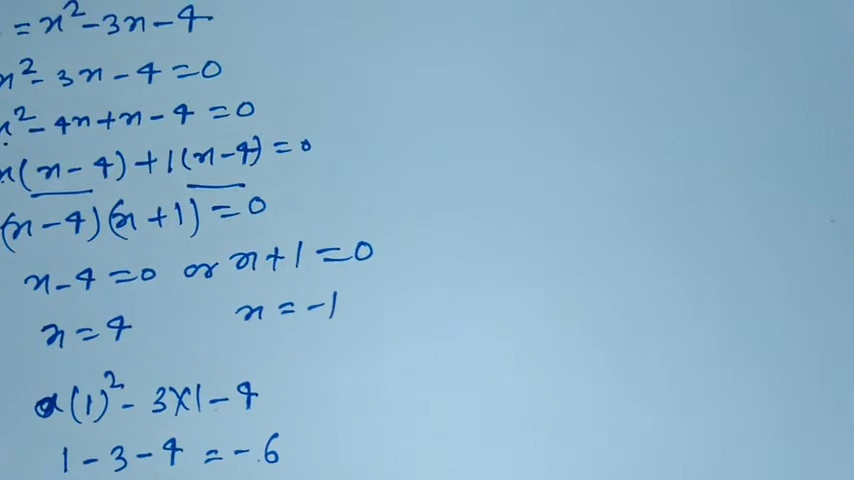 = x² - 3x - 4
x² - 3x - 4 = 0
x² - 4x + x - 4 = 0
x(x - 4) + 1(x - 4) = 0
(x - 4)(x + 1) = 0
x - 4 = 0 or x + 1 = 0
x = 4 x = -1
(1)² - 3×1 - 4
1 - 3 - 4 = -6